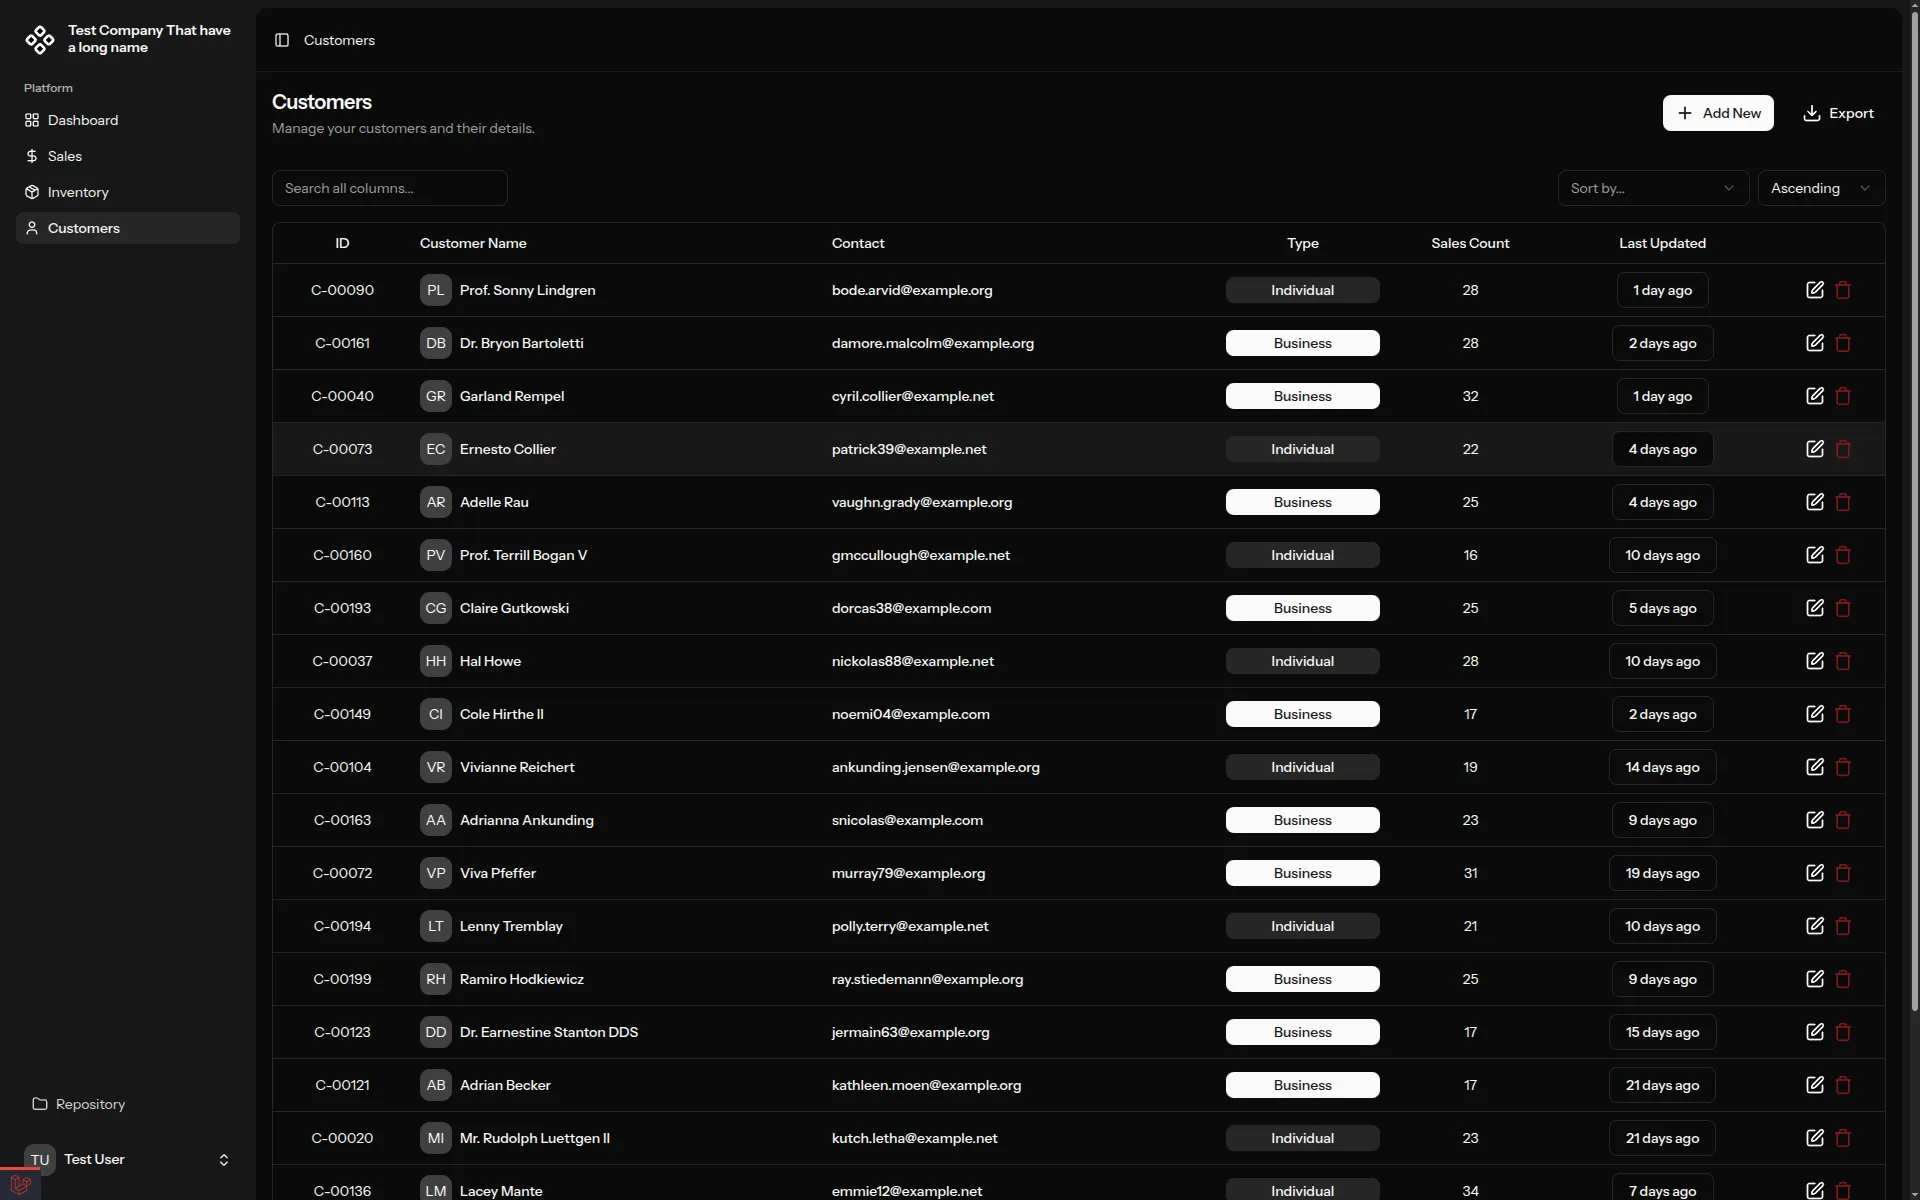 Test Company That have
a long name
Platform
Dashboard
Sales
Inventory
Customers
Repository
TU Test User
Customers
Customers
Manage your customers and their details.
Add New Export
Search all columns... Sort by... Ascending
ID Customer Name Contact Type Sales Count Last Updated
C-00090 PL Prof. Sonny Lindgren bode.arvid@example.org Individual 28 1 day ago
C-00161 DB Dr. Bryon Bartoletti damore.malcolm@example.org Business 28 2 days ago
C-00040 GR Garland Rempel cyril.collier@example.net Business 32 1 day ago
C-00073 EC Ernesto Collier patrick39@example.net Individual 22 4 days ago
C-00113 AR Adelle Rau vaughn.grady@example.org Business 25 4 days ago
C-00160 PV Prof. Terrill Bogan V gmccullough@example.net Individual 16 10 days ago
C-00193 CG Claire Gutkowski dorcas38@example.com Business 25 5 days ago
C-00037 HH Hal Howe nickolas88@example.net Individual 28 10 days ago
C-00149 CI Cole Hirthe II noemi04@example.com Business 17 2 days ago
C-00104 VR Vivianne Reichert ankunding.jensen@example.org Individual 19 14 days ago
C-00163 AA Adrianna Ankunding snicolas@example.com Business 23 9 days ago
C-00072 VP Viva Pfeffer murray79@example.org Business 31 19 days ago
C-00194 LT Lenny Tremblay polly.terry@example.net Individual 21 10 days ago
C-00199 RH Ramiro Hodkiewicz ray.stiedemann@example.org Business 25 9 days ago
C-00123 DD Dr. Earnestine Stanton DDS jermain63@example.org Business 17 15 days ago
C-00121 AB Adrian Becker kathleen.moen@example.org Business 17 21 days ago
C-00020 MI Mr. Rudolph Luettgen II kutch.letha@example.net Individual 23 21 days ago
C-00136 LM Lacey Mante emmie12@example.net Individual 34 7 days ago